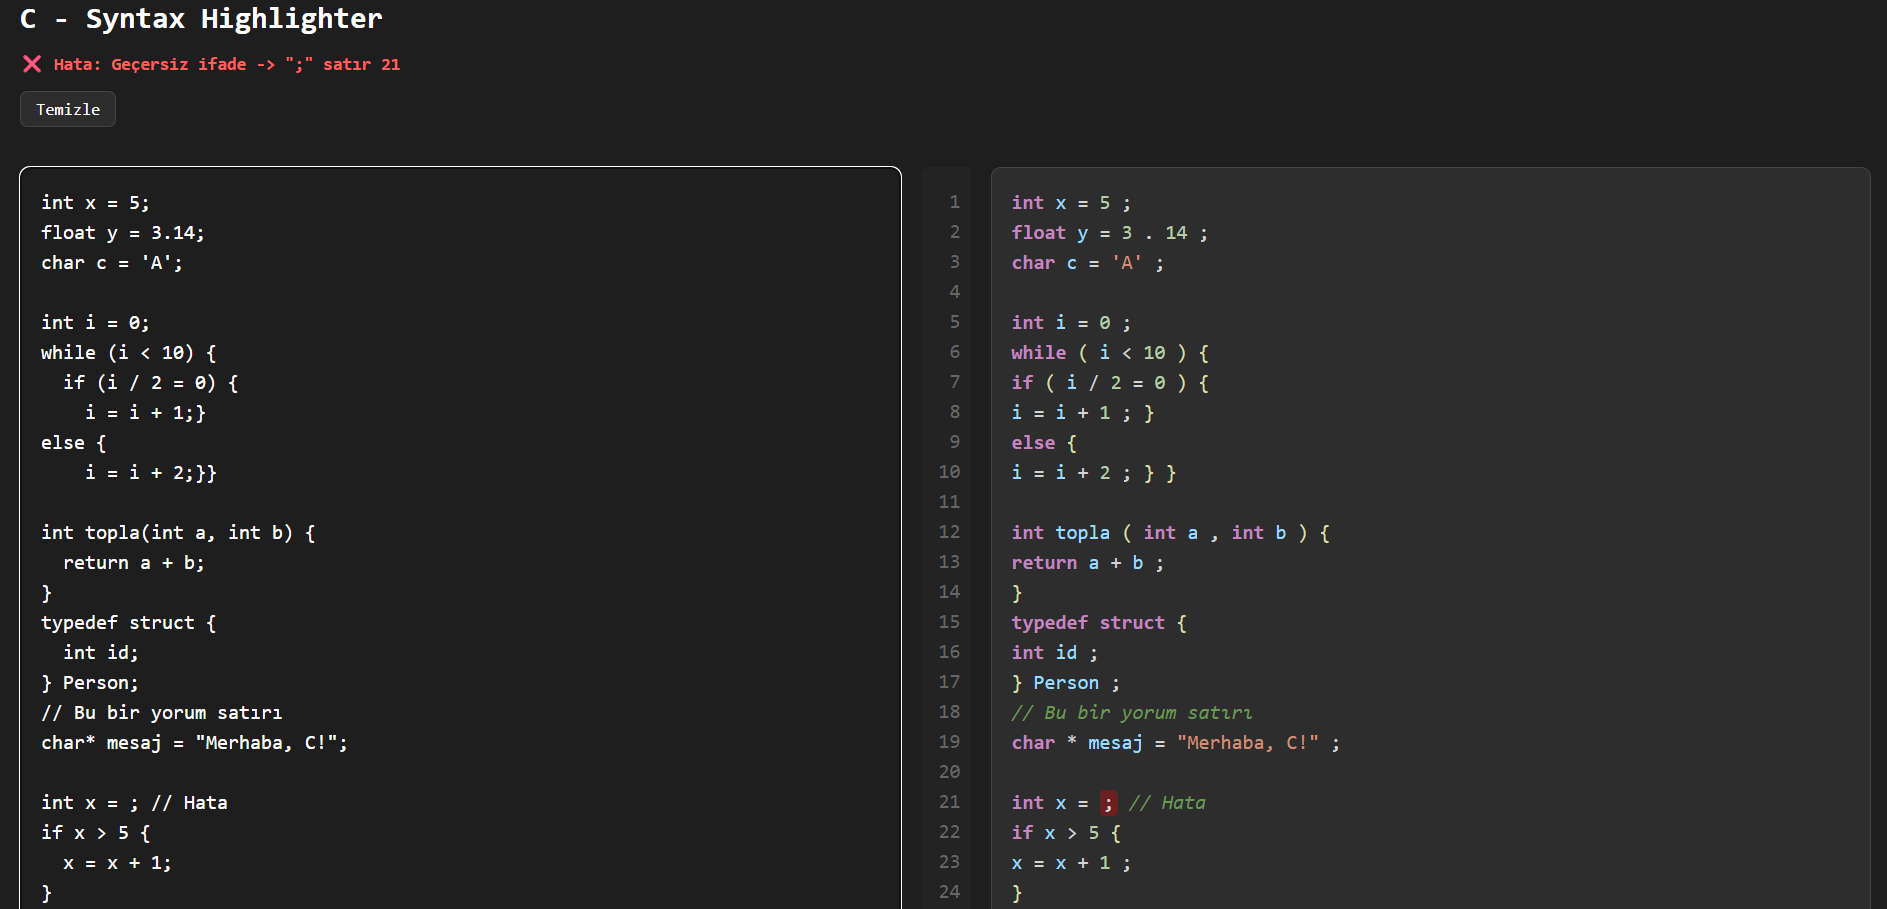 C - Syntax Highlighter
❌ Hata: Geçersiz ifade -> ";" satır 21
Temizle
int x = 5;
float y = 3.14;
char c = 'A';

int i = 0;
while (i < 10) {
  if (i / 2 = 0) {
    i = i + 1;}
else {
    i = i + 2;}}

int topla(int a, int b) {
  return a + b;
}
typedef struct {
  int id;
} Person;
// Bu bir yorum satırı
char* mesaj = "Merhaba, C!";

int x = ; // Hata
if x > 5 {
  x = x + 1;
}
1 int x = 5 ;
2 float y = 3 . 14 ;
3 char c = 'A' ;
4
5 int i = 0 ;
6 while ( i < 10 ) {
7 if ( i / 2 = 0 ) {
8 i = i + 1 ; }
9 else {
10 i = i + 2 ; } }
11
12 int topla ( int a , int b ) {
13 return a + b ;
14 }
15 typedef struct {
16 int id ;
17 } Person ;
18 // Bu bir yorum satırı
19 char * mesaj = "Merhaba, C!" ;
20
21 int x = ; // Hata
22 if x > 5 {
23 x = x + 1 ;
24 }